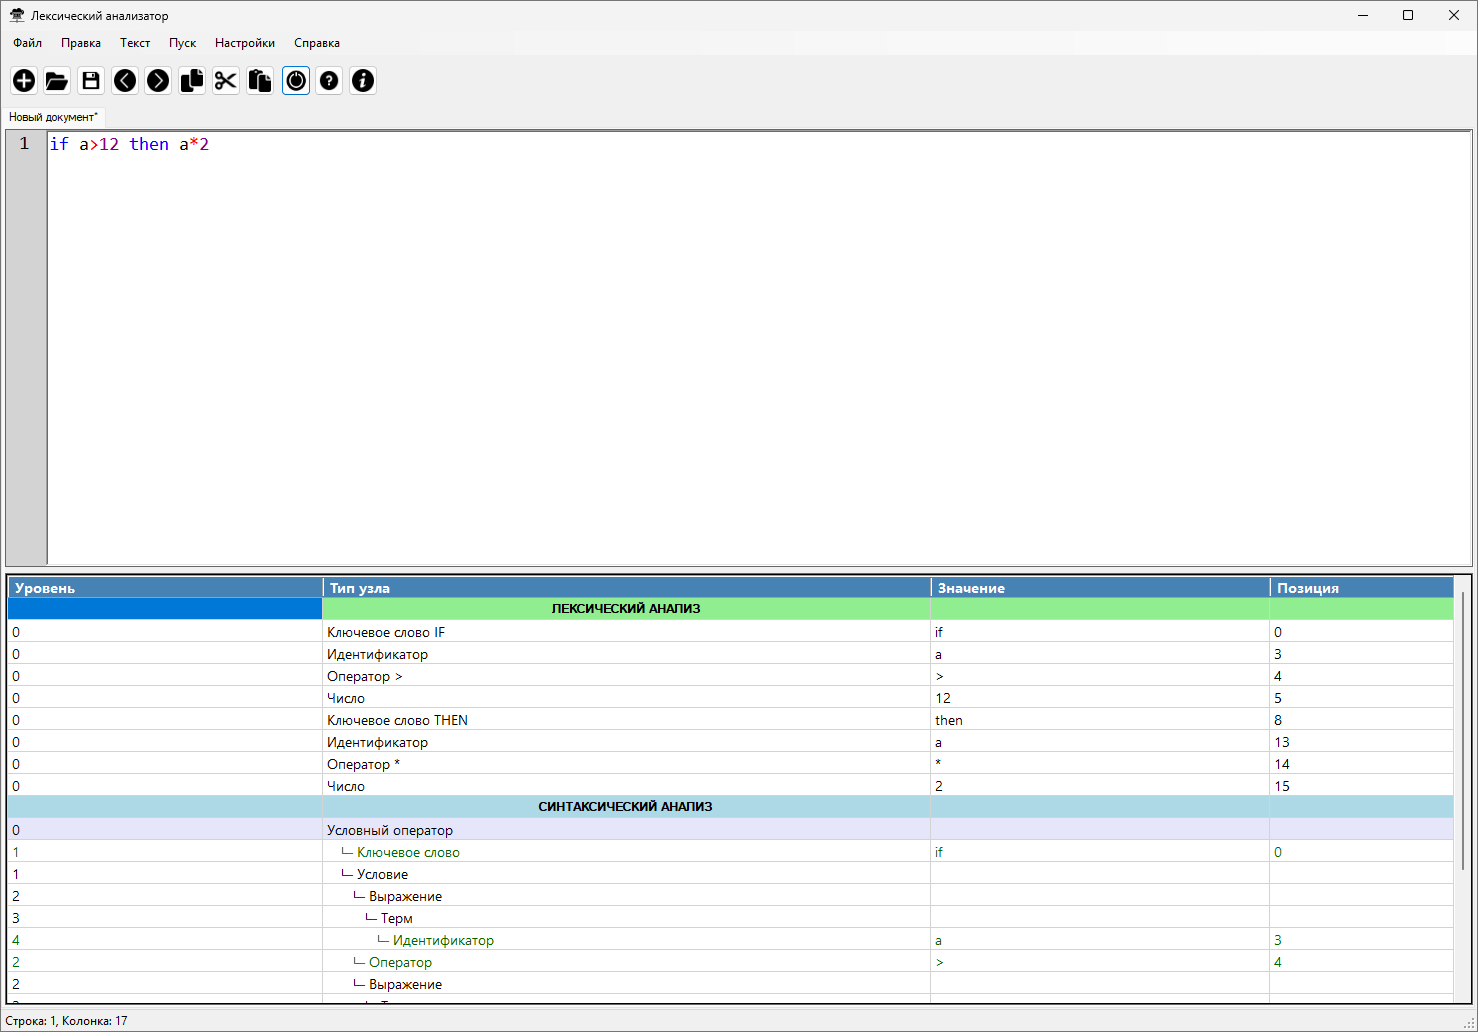 Лексический анализатор
Файл Правка Текст Пуск Настройки Справка
Новый документ*
1 if a>12 then a*2
Уровень Тип узла Значение Позиция
ЛЕКСИЧЕСКИЙ АНАЛИЗ
0 Ключевое слово IF if 0
0 Идентификатор a 3
0 Оператор > > 4
0 Число 12 5
0 Ключевое слово THEN then 8
0 Идентификатор a 13
0 Оператор * * 14
0 Число 2 15
СИНТАКСИЧЕСКИЙ АНАЛИЗ
0 Условный оператор
1 └─ Ключевое слово if 0
1 └─ Условие
2 └─ Выражение
3 └─ Терм
4 └─ Идентификатор a 3
2 └─ Оператор > 4
2 └─ Выражение
Строка: 1, Колонка: 17